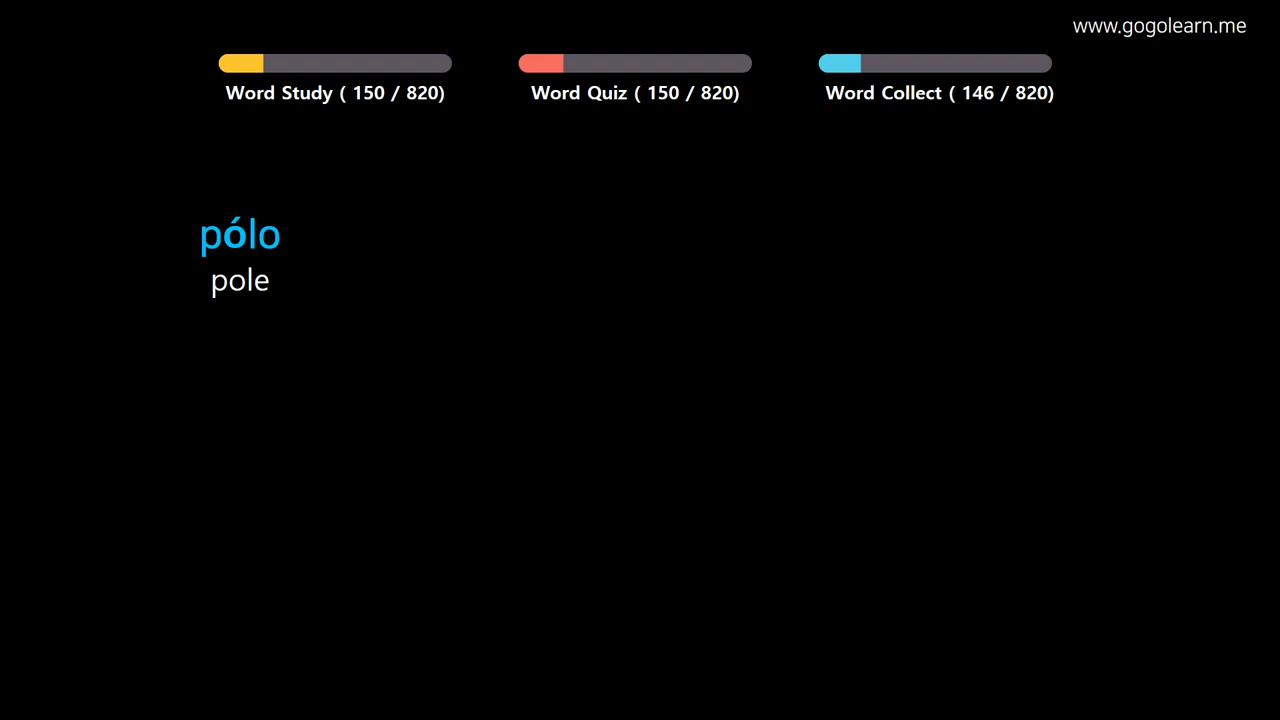 www.gogolearn.me
Word Study ( 150 / 820)
Word Quiz ( 150 / 820)
Word Collect ( 146 / 820)
pólo
pole